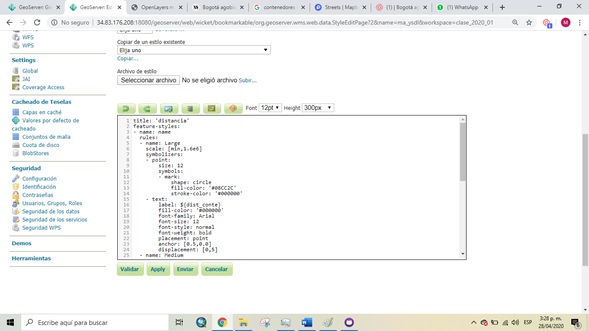 GeoServer: Ge
GeoServer: Edi
OpenLayers m
Bogotá agost
contenedores
Streets | Mapl
(1) Bogotá ag
(1) WhatsApp
No seguro | 34.83.176.208:18080/geoserver/web/wicket/bookmarkable/org.geoserver.wms.web.data.StyleEditPage?2&name=ma_ysdll&workspace=clase_2020_01
WPS
WPS
Settings
Global
JAI
Coverage Access
Cacheado de Teselas
Capas en caché
Valores por defecto de cacheado
Conjuntos de malla
Cuota de disco
BlobStores
Seguridad
Configuración
Identificación
Contraseñas
Usuarios, Grupos, Roles
Seguridad de los datos
Seguridad de los servicios
Seguridad WPS
Demos
Herramientas
Elija uno
Copiar de un estilo existente
Elija uno
Copiar...
Archivo de estilo
Seleccionar archivo No se eligió archivo Subir...
Font 12pt Height 300px
1 title: 'distancia'
2 feature-styles:
3 - name: name
4 rules:
5 - name: Large
6 scale: [min,1.6e6]
7 symbolizers:
8 - point:
9 size: 12
10 symbols:
11 - mark:
12 shape: circle
13 fill-color: '#08CC2C'
14 stroke-color: '#000000'
15 - text:
16 label: ${dist_conte}
17 fill-color: '#000000'
18 font-family: Arial
19 font-size: 12
20 font-style: normal
21 font-weight: bold
22 placement: point
23 anchor: [0.5,0.0]
24 displacement: [0,5]
25 - name: Medium
Validar Apply Enviar Cancelar
Escribe aquí para buscar
ESP
3:28 p. m.
28/04/2020